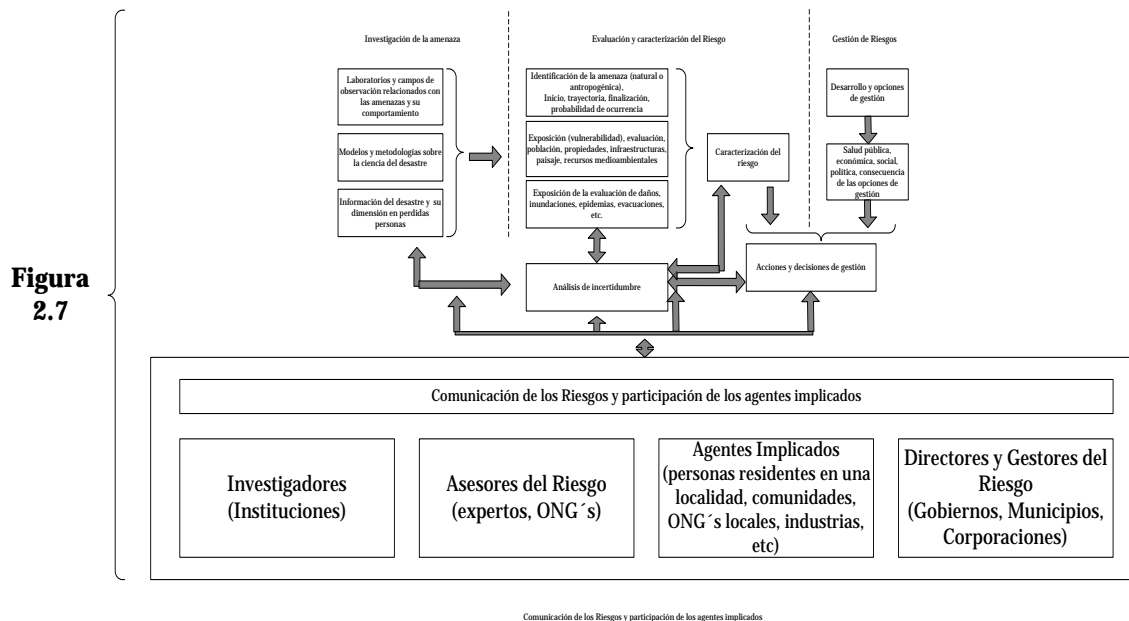 Investigación de la amenaza
Evaluación y caracterización del Riesgo
Gestión de Riesgos
Laboratorios y campos de
observación relacionados con
las amenazas y su
comportamiento
Modelos y metodologías sobre
la ciencia del desastre
Información del desastre y su
dimensión en perdidas
personas
Identificación de la amenaza (natural o
antropogénica),
Inicio, trayectoria, finalización,
probabilidad de ocurrencia
Exposición (vulnerabilidad), evaluación,
población, propiedades, infraestructuras,
paisaje, recursos medioambientales
Exposición de la evaluación de daños,
inundaciones, epidemias, evacuaciones,
etc.
Caracterización del
riesgo
Desarrollo y opciones
de gestión
Salud pública,
económica, social,
política, consecuencia
de las opciones de
gestión
Análisis de incertidumbre
Acciones y decisiones de gestión
Figura
2.7
Comunicación de los Riesgos y participación de los agentes implicados
Investigadores
(Instituciones)
Asesores del Riesgo
(expertos, ONG´s)
Agentes Implicados
(personas residentes en una
localidad, comunidades,
ONG´s locales, industrias,
etc)
Directores y Gestores del
Riesgo
(Gobiernos, Municipios,
Corporaciones)
Comunicación de los Riesgos y participación de los agentes implicados